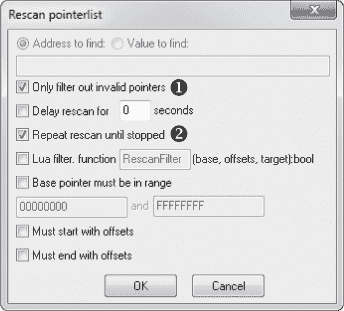 Rescan pointerlist
Address to find: Value to find:
Only filter out invalid pointers 1
Delay rescan for 0 seconds
Repeat rescan until stopped 2
Lua filter. function RescanFilter (base, offsets, target):bool
Base pointer must be in range
00000000 and FFFFFFFF
Must start with offsets
Must end with offsets
OK Cancel